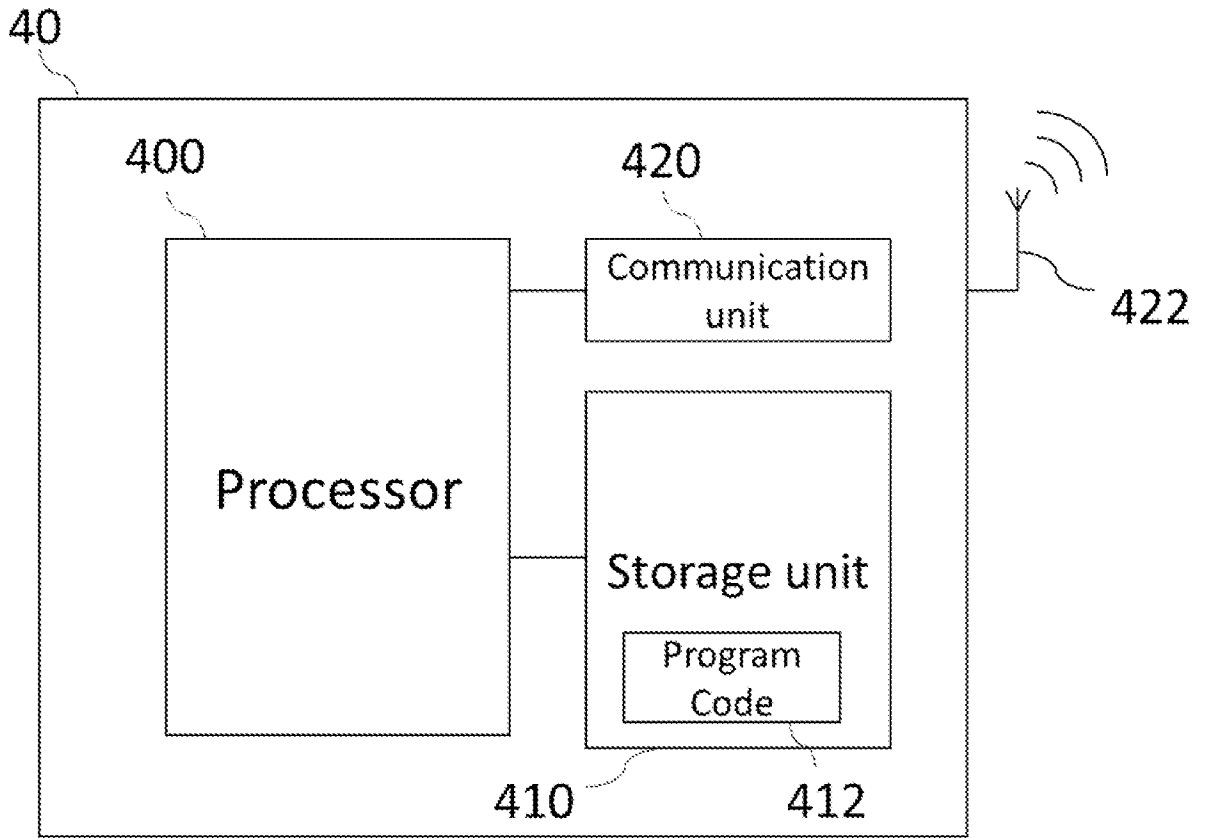 40
400
420
Communication
unit
422
Processor
Storage unit
Program
Code
410
412